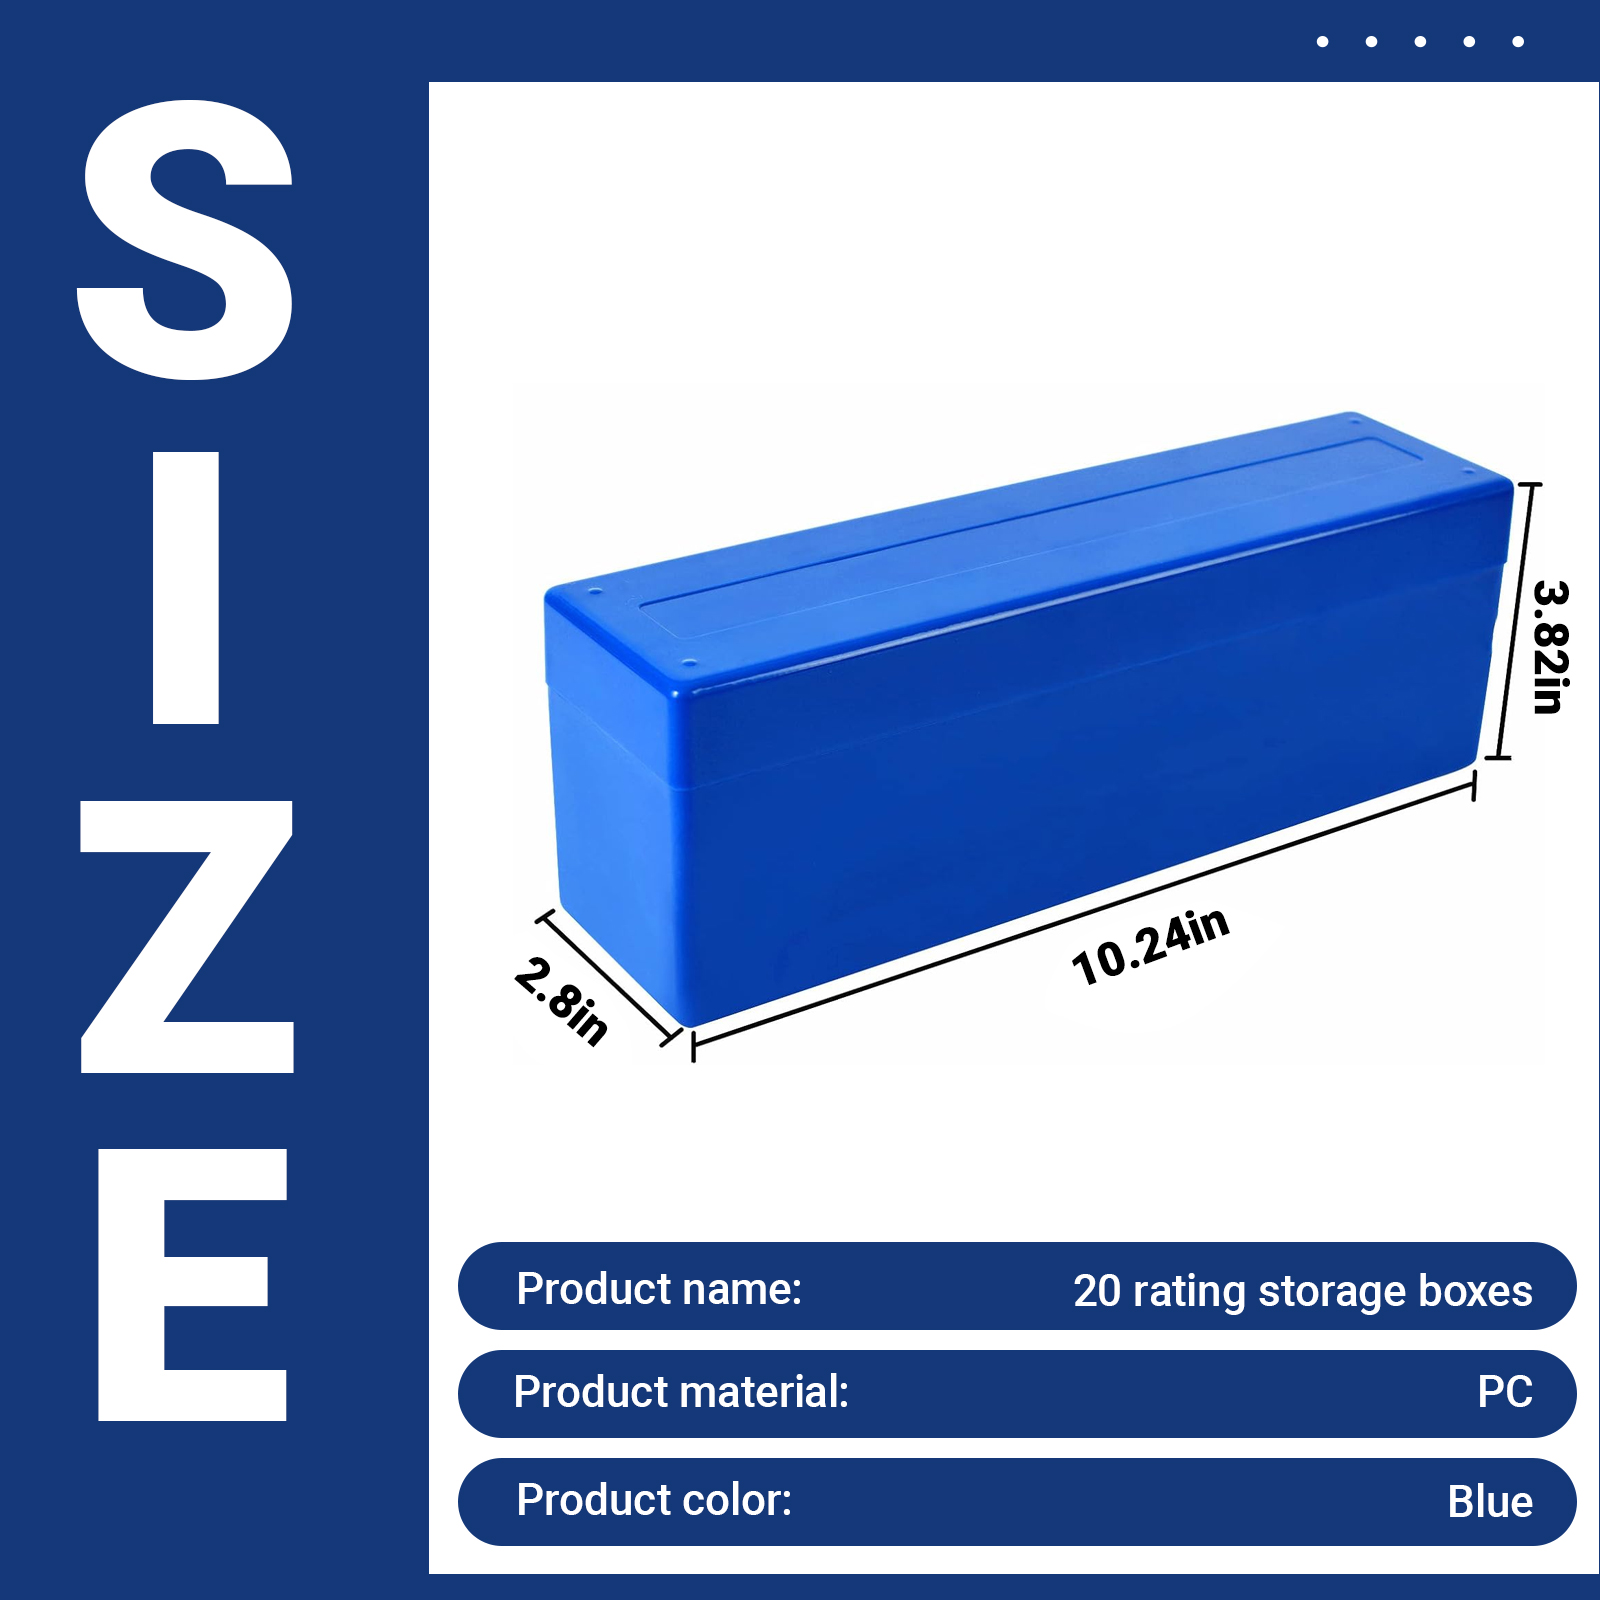 SIZE
3.82in
10.24in
2.8in
Product name: 20 rating storage boxes
Product material: PC
Product color: Blue